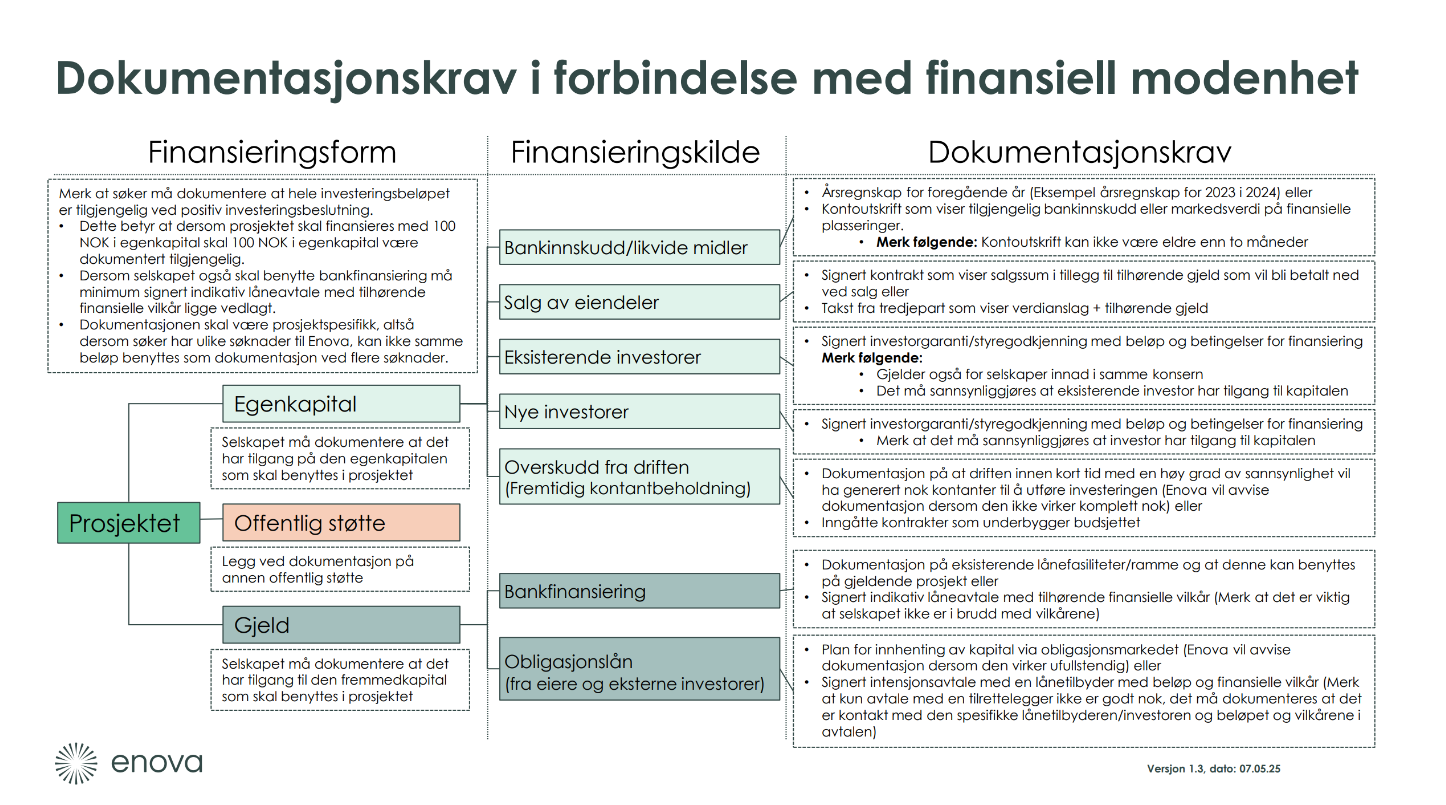 Dokumentasjonskrav i forbindelse med finansiell modenhet
Finansieringsform
Finansieringskilde
Dokumentasjonskrav
Merk at søker må dokumentere at hele investeringsbeløpet
er tilgjengelig ved positiv investeringsbeslutning.
• Dette betyr at dersom prosjektet skal finansieres med 100
NOK i egenkapital skal 100 NOK i egenkapital være
dokumentert tilgjengelig.
• Dersom selskapet også skal benytte bankfinansiering må
minimum signert indikativ låneavtale med tilhørende
finansielle vilkår ligge vedlagt.
• Dokumentasjonen skal være prosjektspesifikk, altså
dersom søker har ulike søknader til Enova, kan ikke samme
beløp benyttes som dokumentasjon ved flere søknader.
Prosjektet
Egenkapital
Selskapet må dokumentere at det
har tilgang på den egenkapitalen
som skal benyttes i prosjektet
Offentlig støtte
Legg ved dokumentasjon på
annen offentlig støtte
Gjeld
Selskapet må dokumentere at det
har tilgang til den fremmedkapital
som skal benyttes i prosjektet
Bankinnskudd/likvide midler
Salg av eiendeler
Eksisterende investorer
Nye investorer
Overskudd fra driften
(Fremtidig kontantbeholdning)
Bankfinansiering
Obligasjonslån
(fra eiere og eksterne investorer)
• Årsregnskap for foregående år (Eksempel årsregnskap for 2023 i 2024) eller
• Kontoutskrift som viser tilgjengelig bankinnskudd eller markedsverdi på finansielle
plasseringer.
• Merk følgende: Kontoutskrift kan ikke være eldre enn to måneder
• Signert kontrakt som viser salgssum i tillegg til tilhørende gjeld som vil bli betalt ned
ved salg eller
• Takst fra tredjepart som viser verdianslag + tilhørende gjeld
• Signert investorgaranti/styregodkjenning med beløp og betingelser for finansiering
Merk følgende:
• Gjelder også for selskaper innad i samme konsern
• Det må sannsynliggjøres at eksisterende investor har tilgang til kapitalen
• Signert investorgaranti/styregodkjenning med beløp og betingelser for finansiering
• Merk at det må sannsynliggjøres at investor har tilgang til kapitalen
• Dokumentasjon på at driften innen kort tid med en høy grad av sannsynlighet vil
ha generert nok kontanter til å utføre investeringen (Enova vil avvise
dokumentasjon dersom den ikke virker komplett nok) eller
• Inngåtte kontrakter som underbygger budsjettet
• Dokumentasjon på eksisterende lånefasiliteter/ramme og at denne kan benyttes
på gjeldende prosjekt eller
• Signert indikativ låneavtale med tilhørende finansielle vilkår (Merk at det er viktig
at selskapet ikke er i brudd med vilkårene)
• Plan for innhenting av kapital via obligasjonsmarkedet (Enova vil avvise
dokumentasjon dersom den virker ufullstendig) eller
• Signert intensjonsavtale med en lånetilbyder med beløp og finansielle vilkår (Merk
at kun avtale med en tilrettelegger ikke er godt nok, det må dokumenteres at det
er kontakt med den spesifikke lånetilbyderen/investoren og beløpet og vilkårene i
avtalen)
enova
Versjon 1.3, dato: 07.05.25